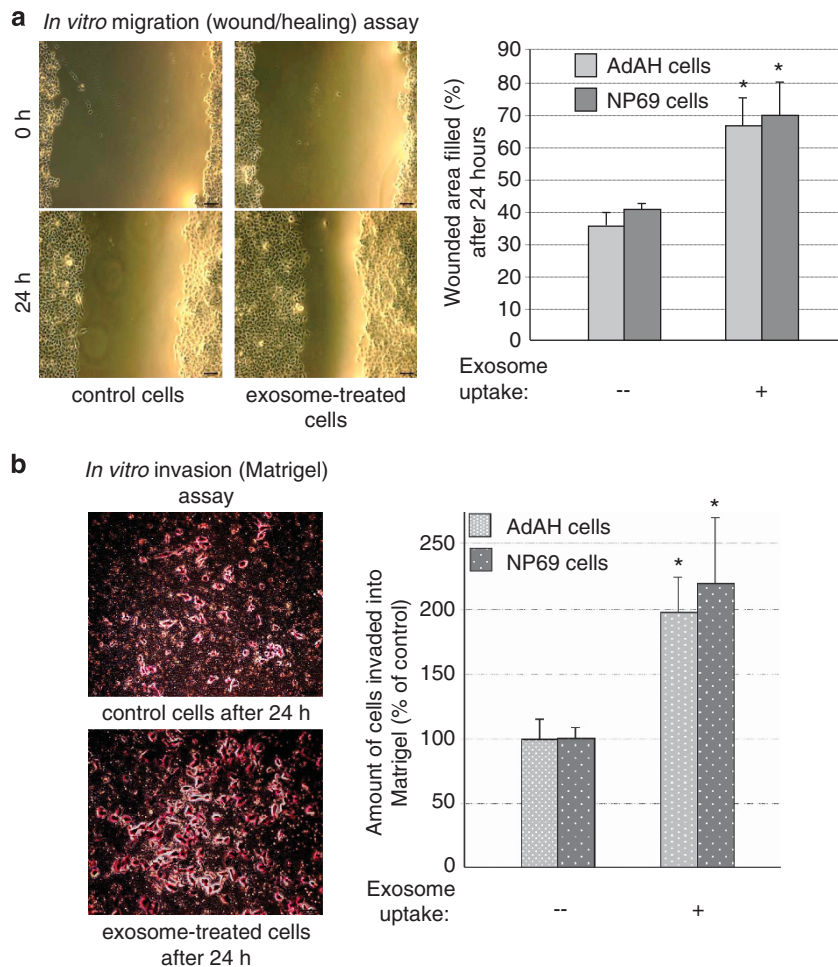 a In vitro migration (wound/healing) assay
0 h
24 h
control cells
exosome-treated
cells
Wounded area filled (%)
after 24 hours
90
80
70
60
50
40
30
20
10
0
AdAH cells
NP69 cells
*
*
Exosome
uptake:
--
+
b In vitro invasion (Matrigel)
assay
control cells after 24 h
exosome-treated cells
after 24 h
Amount of cells invaded into
Matrigel (% of control)
250
200
150
100
50
0
AdAH cells
NP69 cells
*
*
Exosome
uptake:
--
+